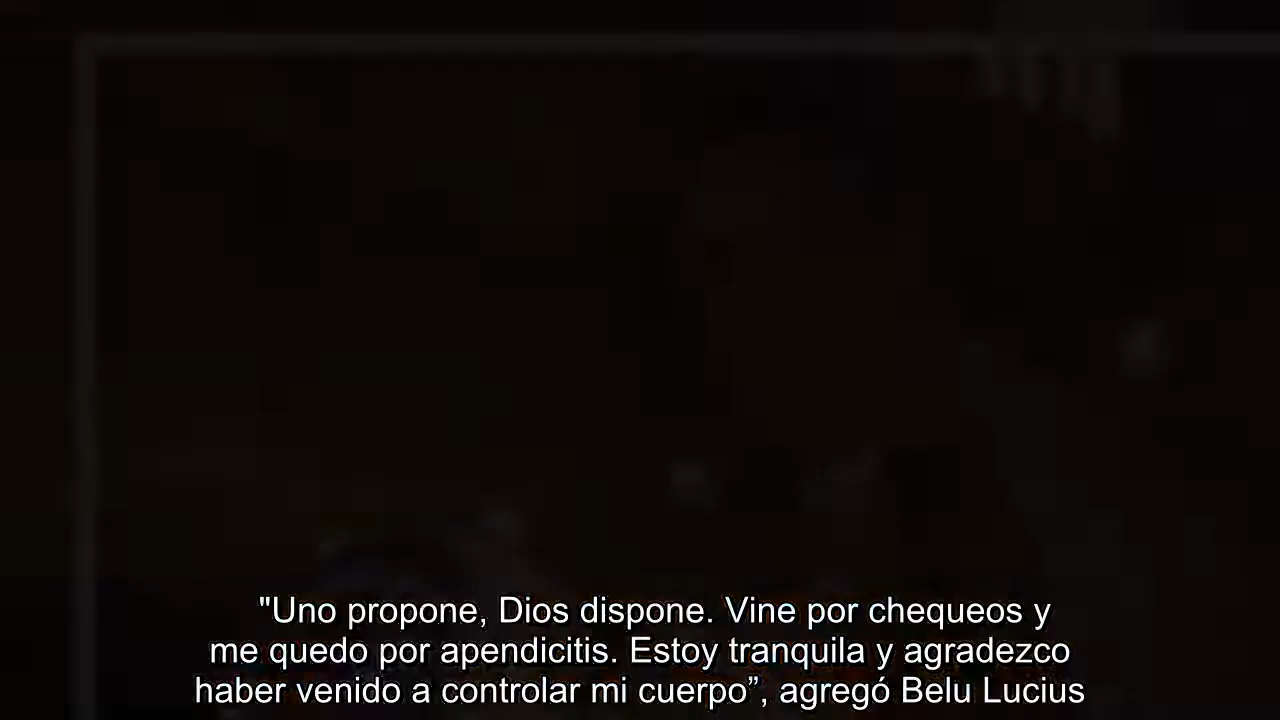 "Uno propone, Dios dispone. Vine por chequeos y
me quedo por apendicitis. Estoy tranquila y agradezco
haber venido a controlar mi cuerpo”, agregó Belu Lucius